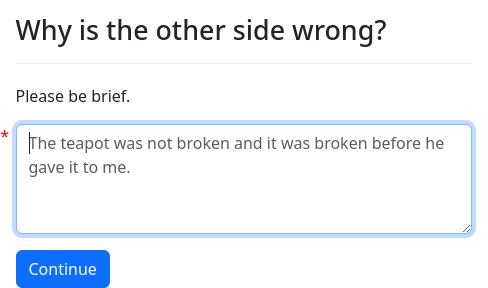 Why is the other side wrong?
Please be brief.
*
The teapot was not broken and it was broken before he
gave it to me.
Continue